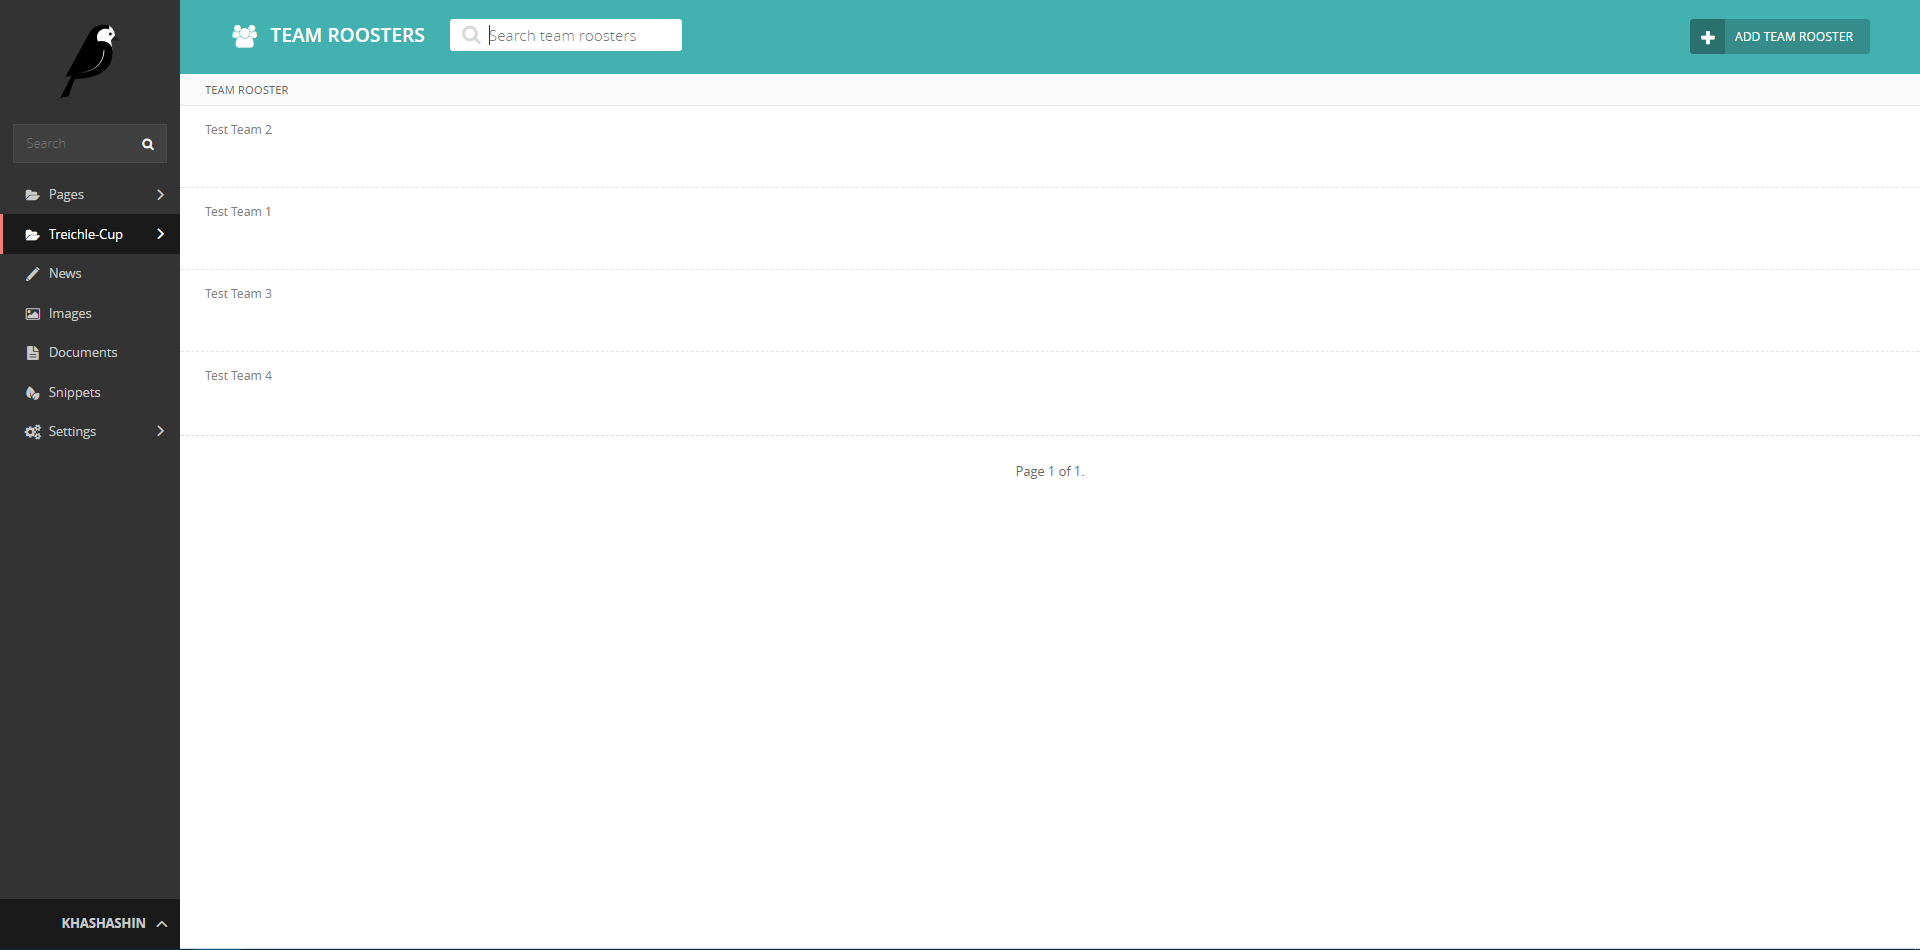 TEAM ROOSTERS
Search team roosters
ADD TEAM ROOSTER
Search
Pages
Treichle-Cup
News
Images
Documents
Snippets
Settings
KHASHASHIN
TEAM ROOSTER
Test Team 2
Test Team 1
Test Team 3
Test Team 4
Page 1 of 1.